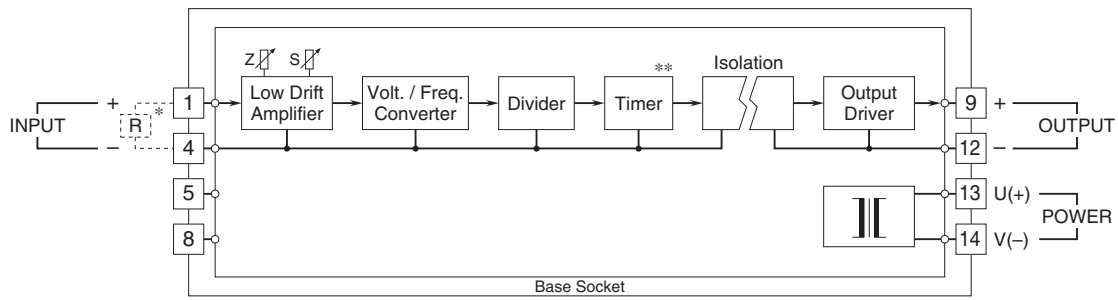 Z
S
**
Isolation
INPUT
+
–
R
*
1
4
5
8
Low Drift
Amplifier
Volt. / Freq.
Converter
Divider
Timer
Output
Driver
9
+
12
–
OUTPUT
13
U(+)
14
V(–)
POWER
Base Socket